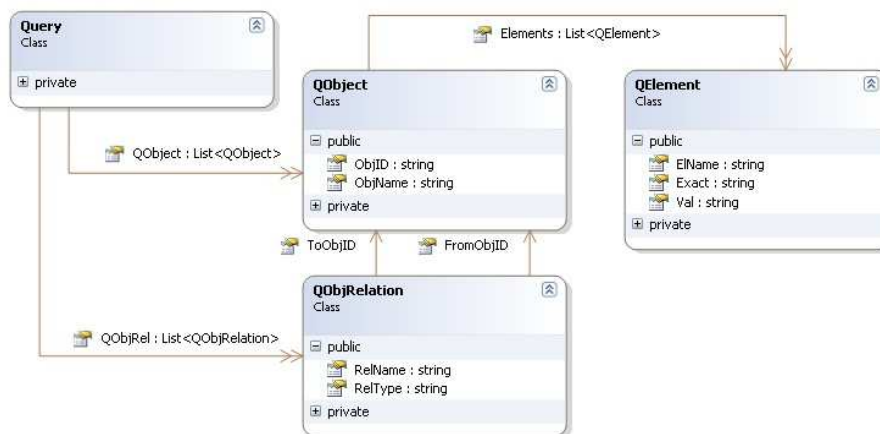 Query
Class
private
Elements : List<QElement>
QObject
Class
public
ObjID : string
ObjName : string
private
QElement
Class
public
ElName : string
Exact : string
Val : string
private
QObject : List<QObject>
ToObjID
FromObjID
QObjRelation
Class
public
RelName : string
RelType : string
private
QObjRel : List<QObjRelation>